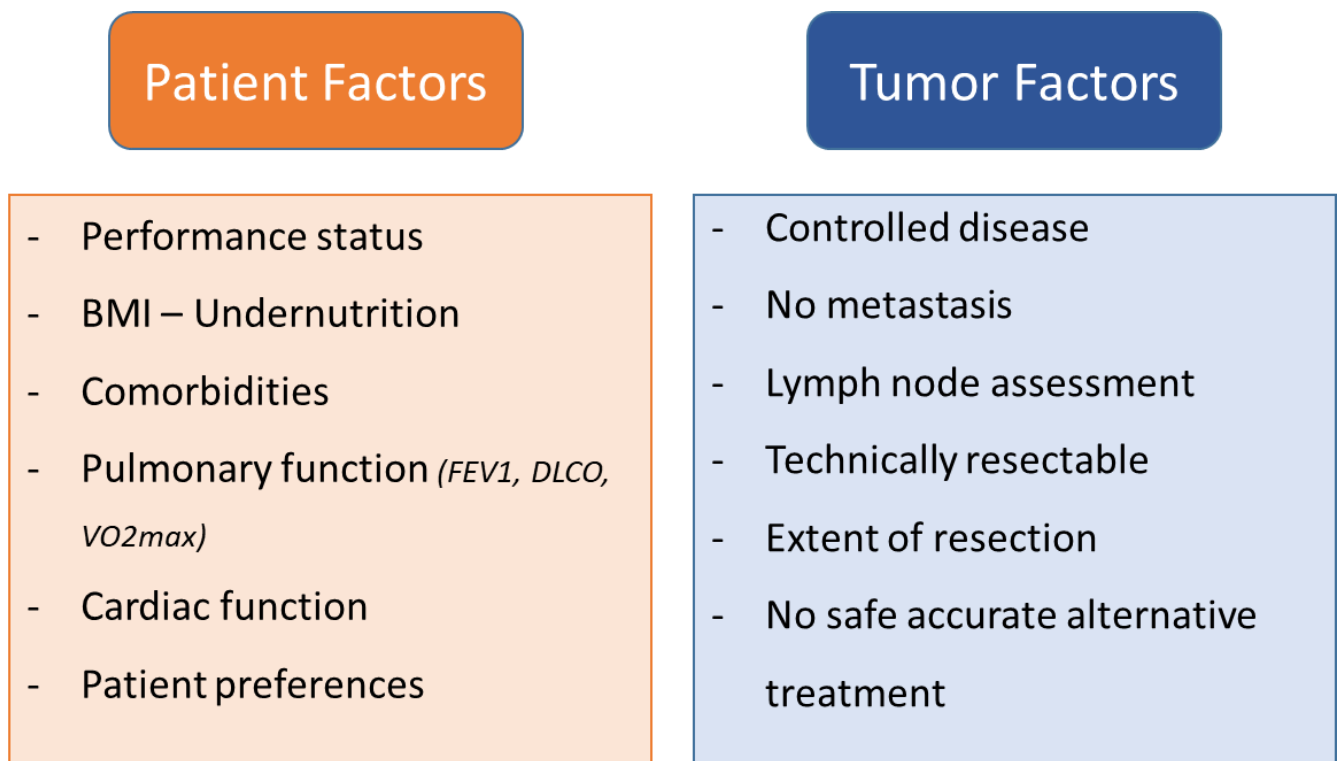 Patient Factors
- Performance status
- BMI – Undernutrition
- Comorbidities
- Pulmonary function (FEV1, DLCO,
VO2max)
- Cardiac function
- Patient preferences
Tumor Factors
- Controlled disease
- No metastasis
- Lymph node assessment
- Technically resectable
- Extent of resection
- No safe accurate alternative
treatment